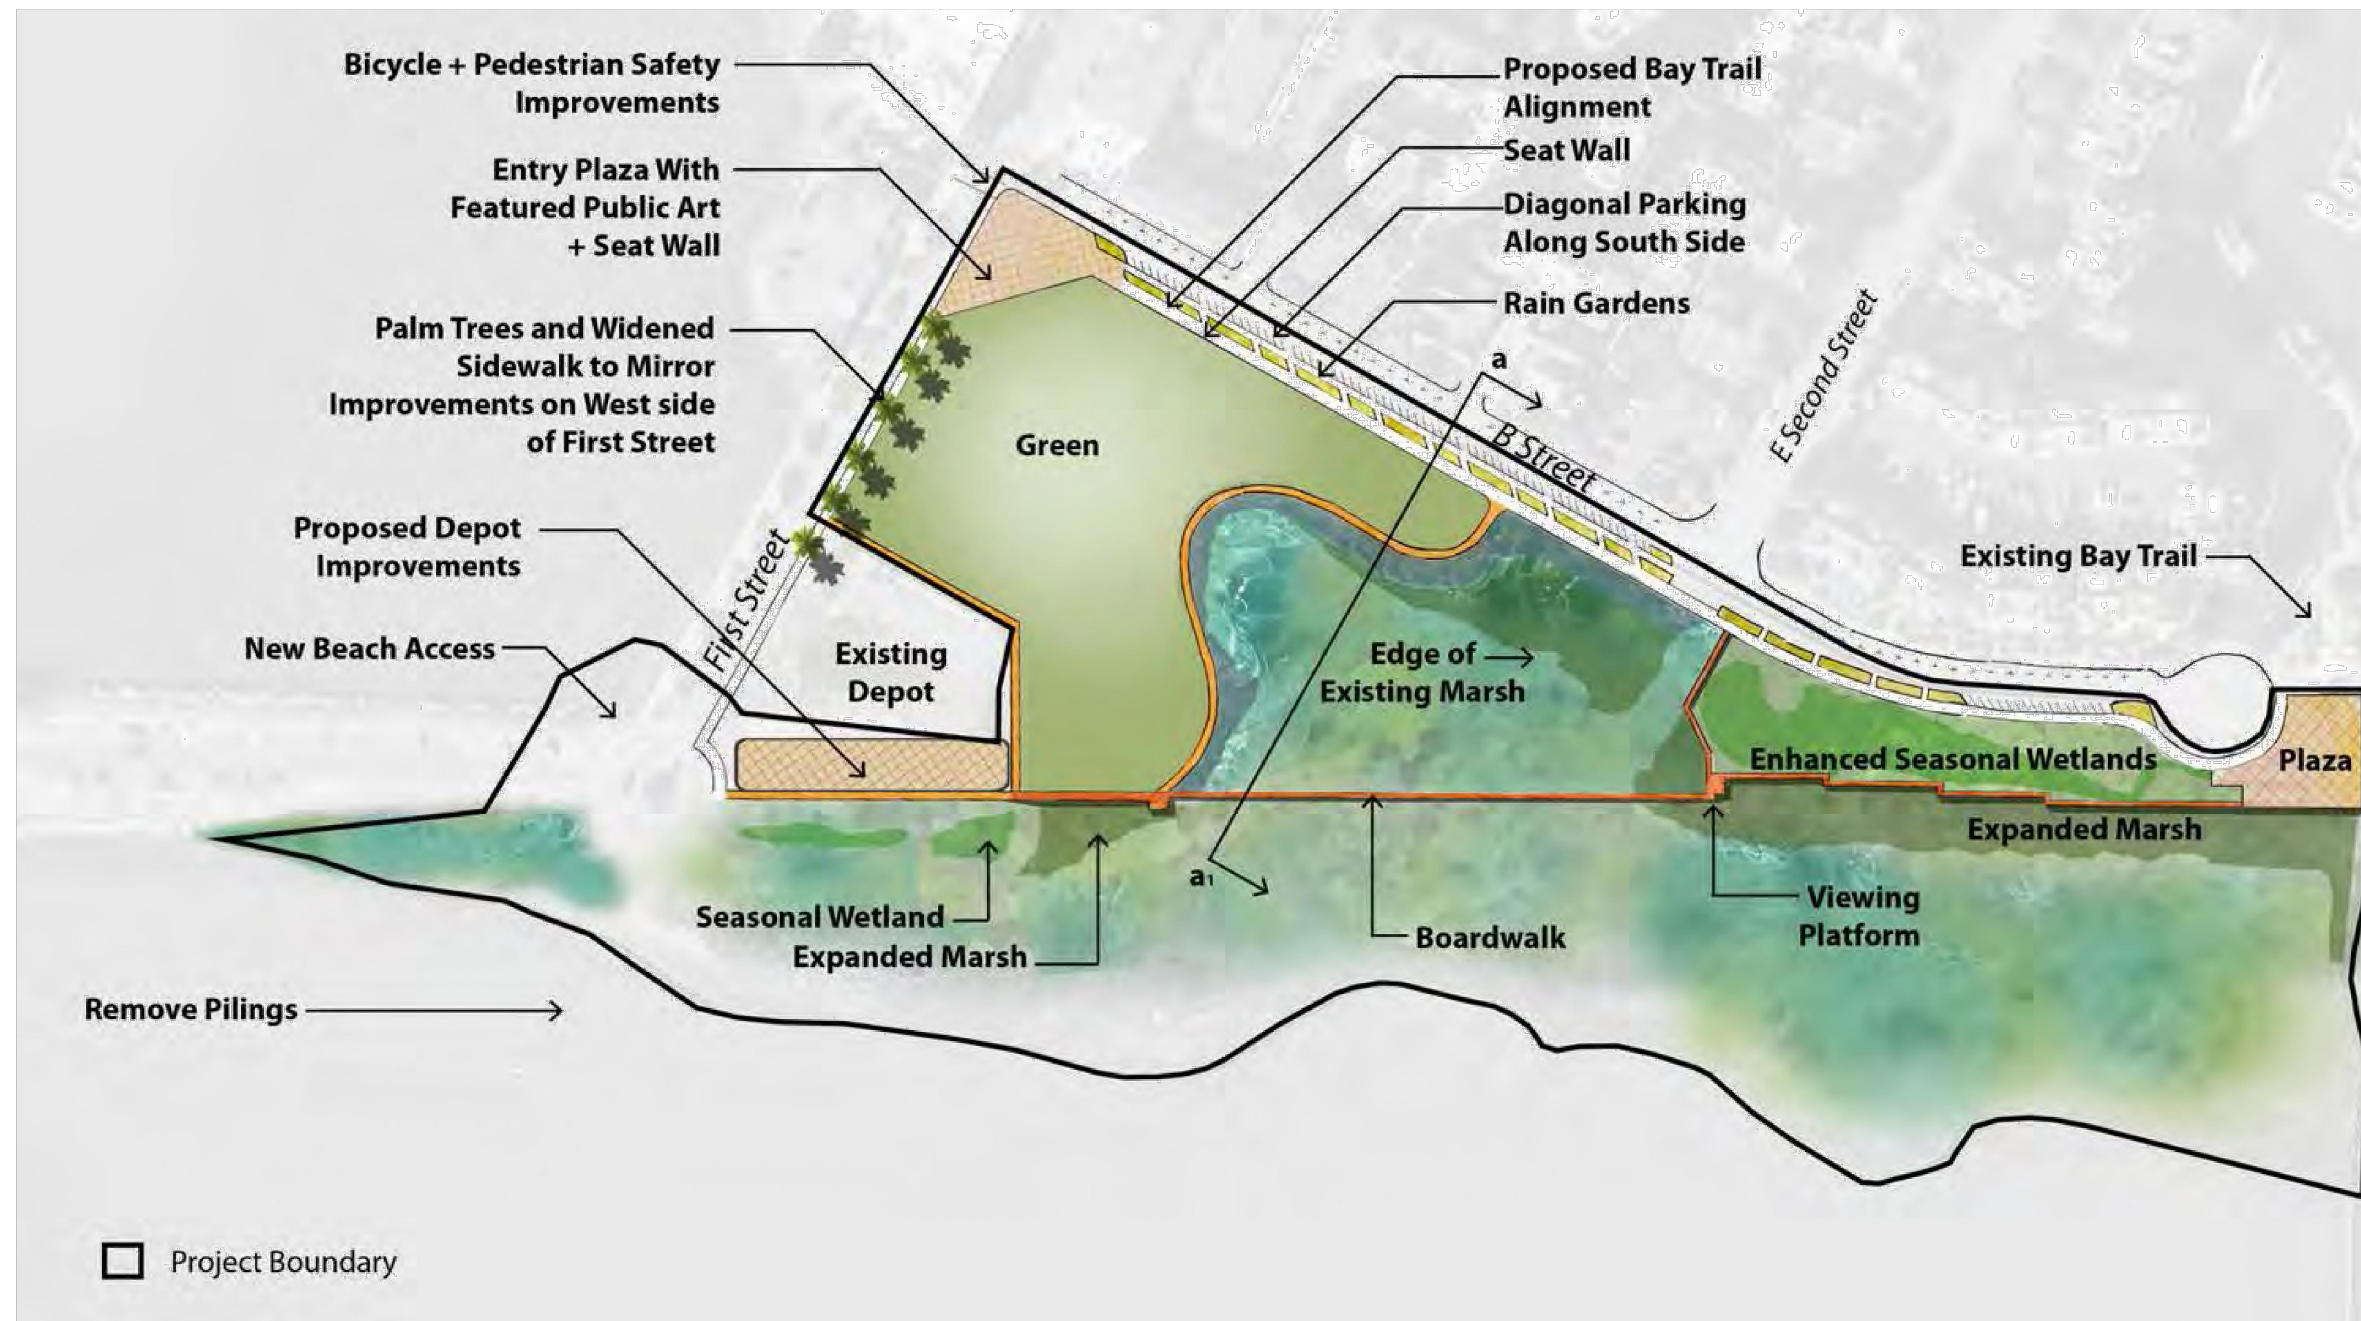 Bicycle + Pedestrian Safety
Improvements
Entry Plaza With
Featured Public Art
+ Seat Wall
Palm Trees and Widened
Sidewalk to Mirror
Improvements on West side
of First Street
Proposed Depot
Improvements
New Beach Access
Remove Pilings
Proposed Bay Trail
Alignment
Seat Wall
Diagonal Parking
Along South Side
Rain Gardens
a
B Street
E Second Street
Existing Bay Trail
Green
First Street
Existing
Depot
Edge of
Existing Marsh
Enhanced Seasonal Wetlands
Plaza
Expanded Marsh
a1
Seasonal Wetland
Expanded Marsh
Boardwalk
Viewing
Platform
Project Boundary